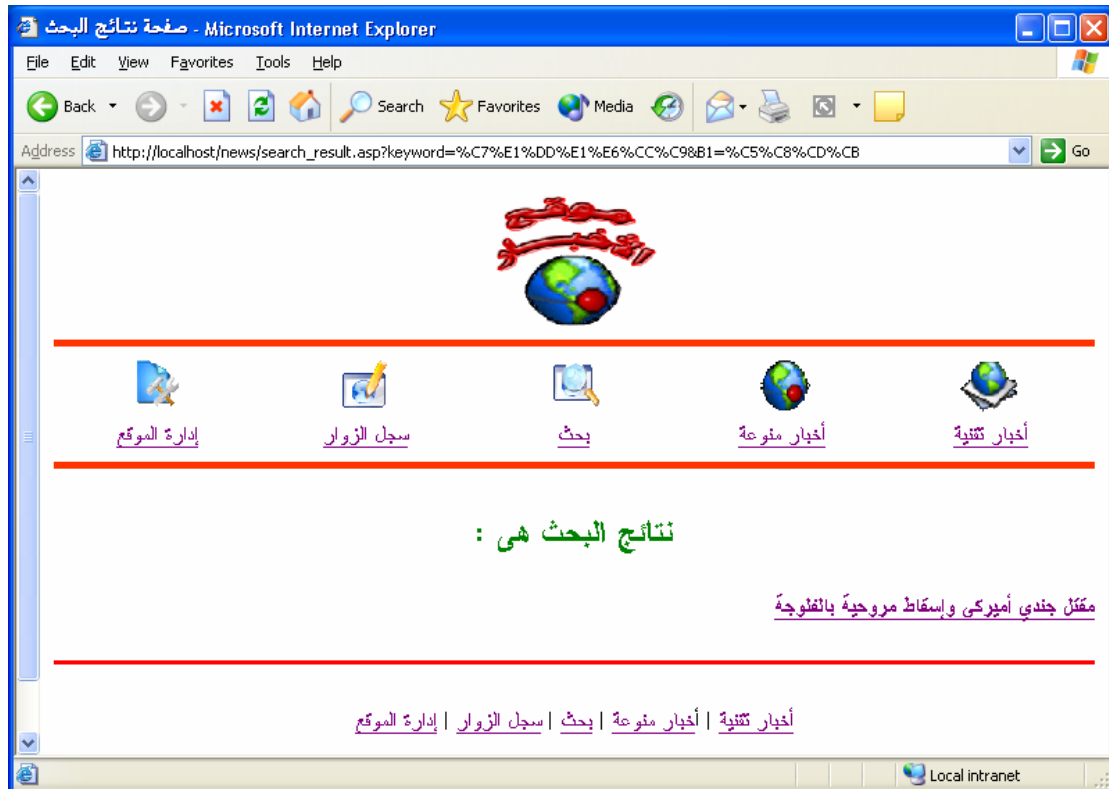 صفحة نتائج البحث - Microsoft Internet Explorer
File Edit View Favorites Tools Help
Back Search Favorites Media
Address http://localhost/news/search_result.asp?keyword=%C7%E1%DD%E1%E6%CC%C9&B1=%C5%C8%CD%CB Go
موقع
الأخبار
أخبار تقنية أخبار منوعة بحث سجل الزوار إدارة الموقع
نتائج البحث هى :
مقتل جندي أميركي وإسقاط مروحية بالفلوجة
أخبار تقنية | أخبار منوعة | بحث | سجل الزوار | إدارة الموقع
Local intranet